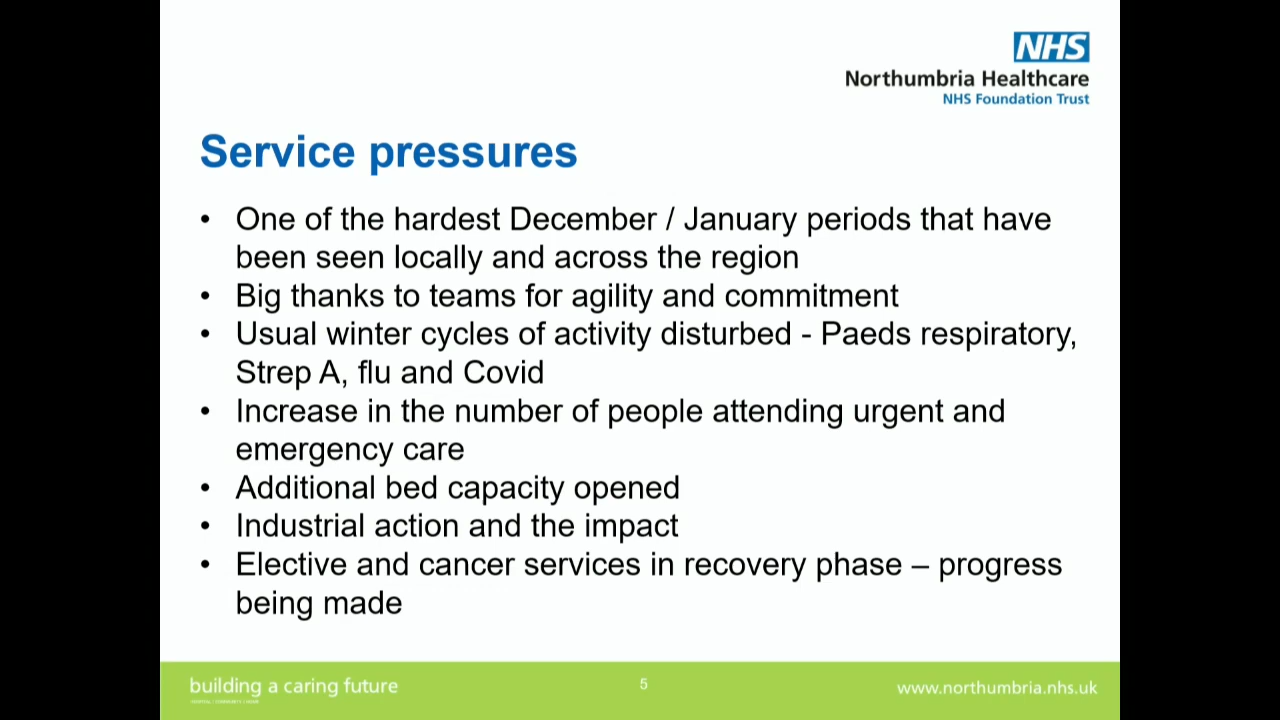 NHS
Northumbria Healthcare
NHS Foundation Trust
Service pressures
• One of the hardest December / January periods that have
been seen locally and across the region
• Big thanks to teams for agility and commitment
• Usual winter cycles of activity disturbed - Paeds respiratory,
Strep A, flu and Covid
• Increase in the number of people attending urgent and
emergency care
• Additional bed capacity opened
• Industrial action and the impact
• Elective and cancer services in recovery phase – progress
being made
building a caring future
5
www.northumbria.nhs.uk